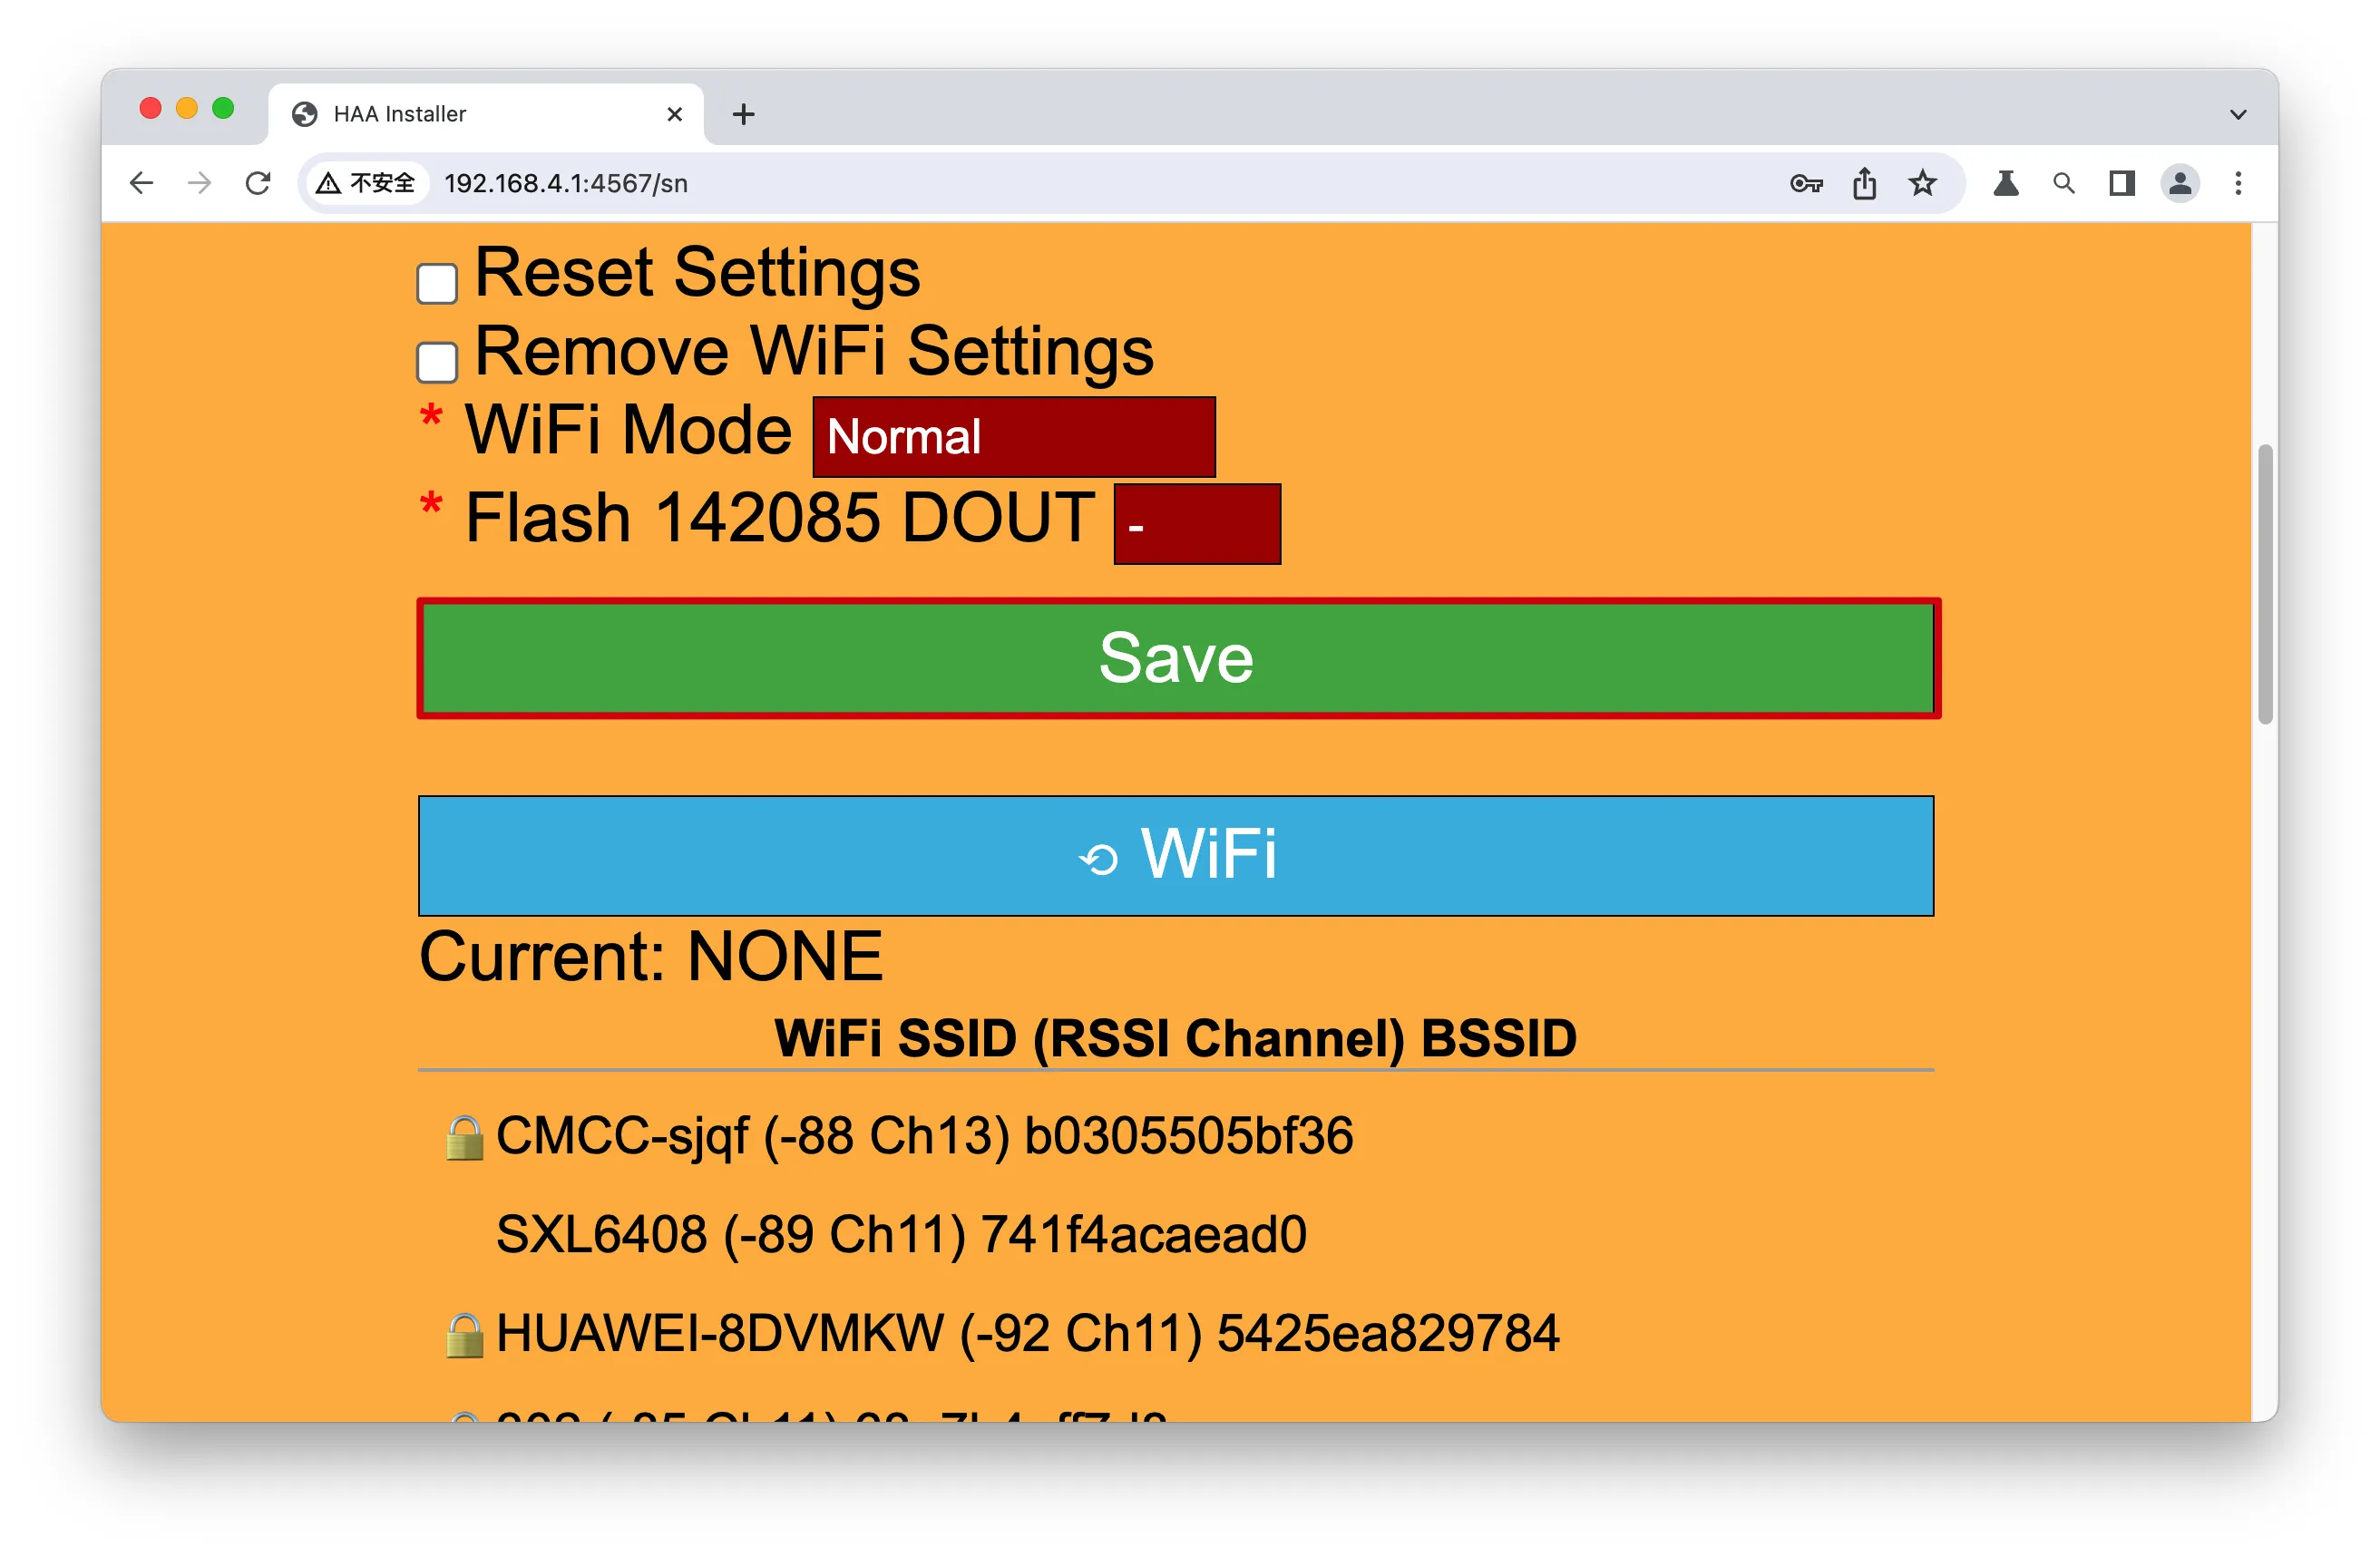 HAA Installer
不安全 192.168.4.1:4567/sn
Reset Settings
Remove WiFi Settings
* WiFi Mode Normal
* Flash 142085 DOUT -
Save
⟲ WiFi
Current: NONE
WiFi SSID (RSSI Channel) BSSID
CMCC-sjqf (-88 Ch13) b0305505bf36
SXL6408 (-89 Ch11) 741f4acaead0
HUAWEI-8DVMKW (-92 Ch11) 5425ea829784